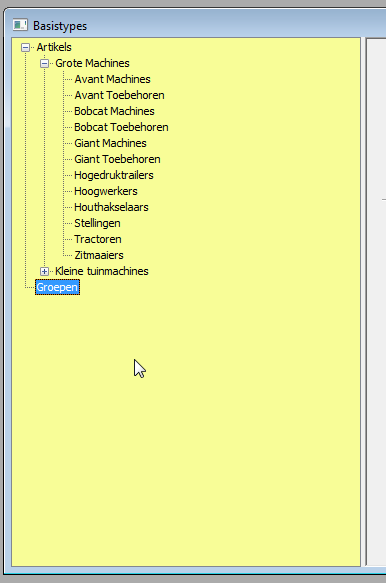 Basistypes
Artikels
Grote Machines
Avant Machines
Avant Toebehoren
Bobcat Machines
Bobcat Toebehoren
Giant Machines
Giant Toebehoren
Hogedruktrailers
Hoogwerkers
Houthakselaars
Stellingen
Tractoren
Zitmaaiers
Kleine tuinmachines
Groepen